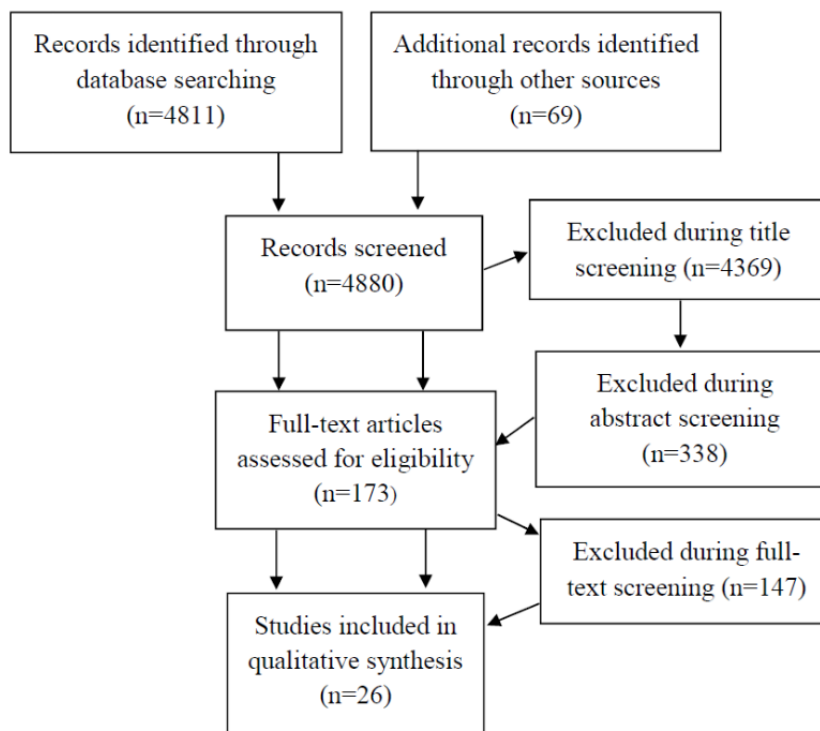 Records identified through
database searching
(n=4811)
Additional records identified
through other sources
(n=69)
Records screened
(n=4880)
Excluded during title
screening (n=4369)
Excluded during
abstract screening
(n=338)
Full-text articles
assessed for eligibility
(n=173)
Excluded during full-
text screening (n=147)
Studies included in
qualitative synthesis
(n=26)